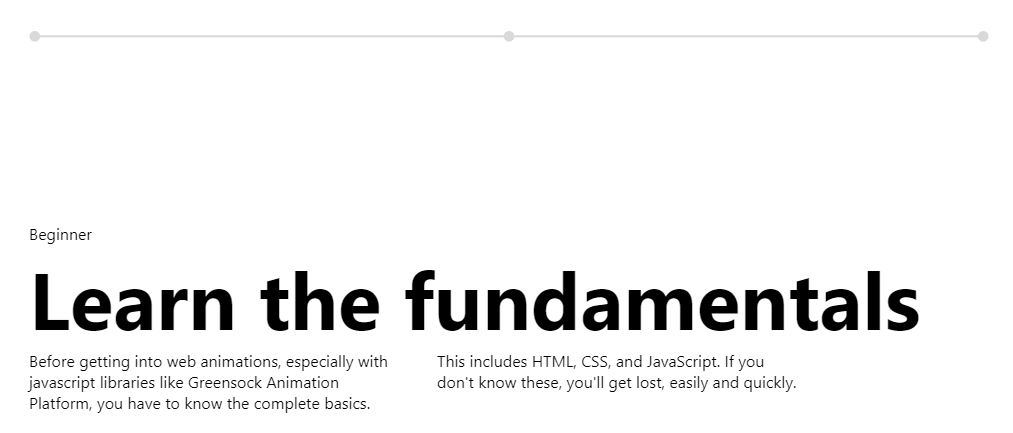 Beginner
Learn the fundamentals
Before getting into web animations, especially with
javascript libraries like Greensock Animation
Platform, you have to know the complete basics.
This includes HTML, CSS, and JavaScript. If you
don't know these, you'll get lost, easily and quickly.